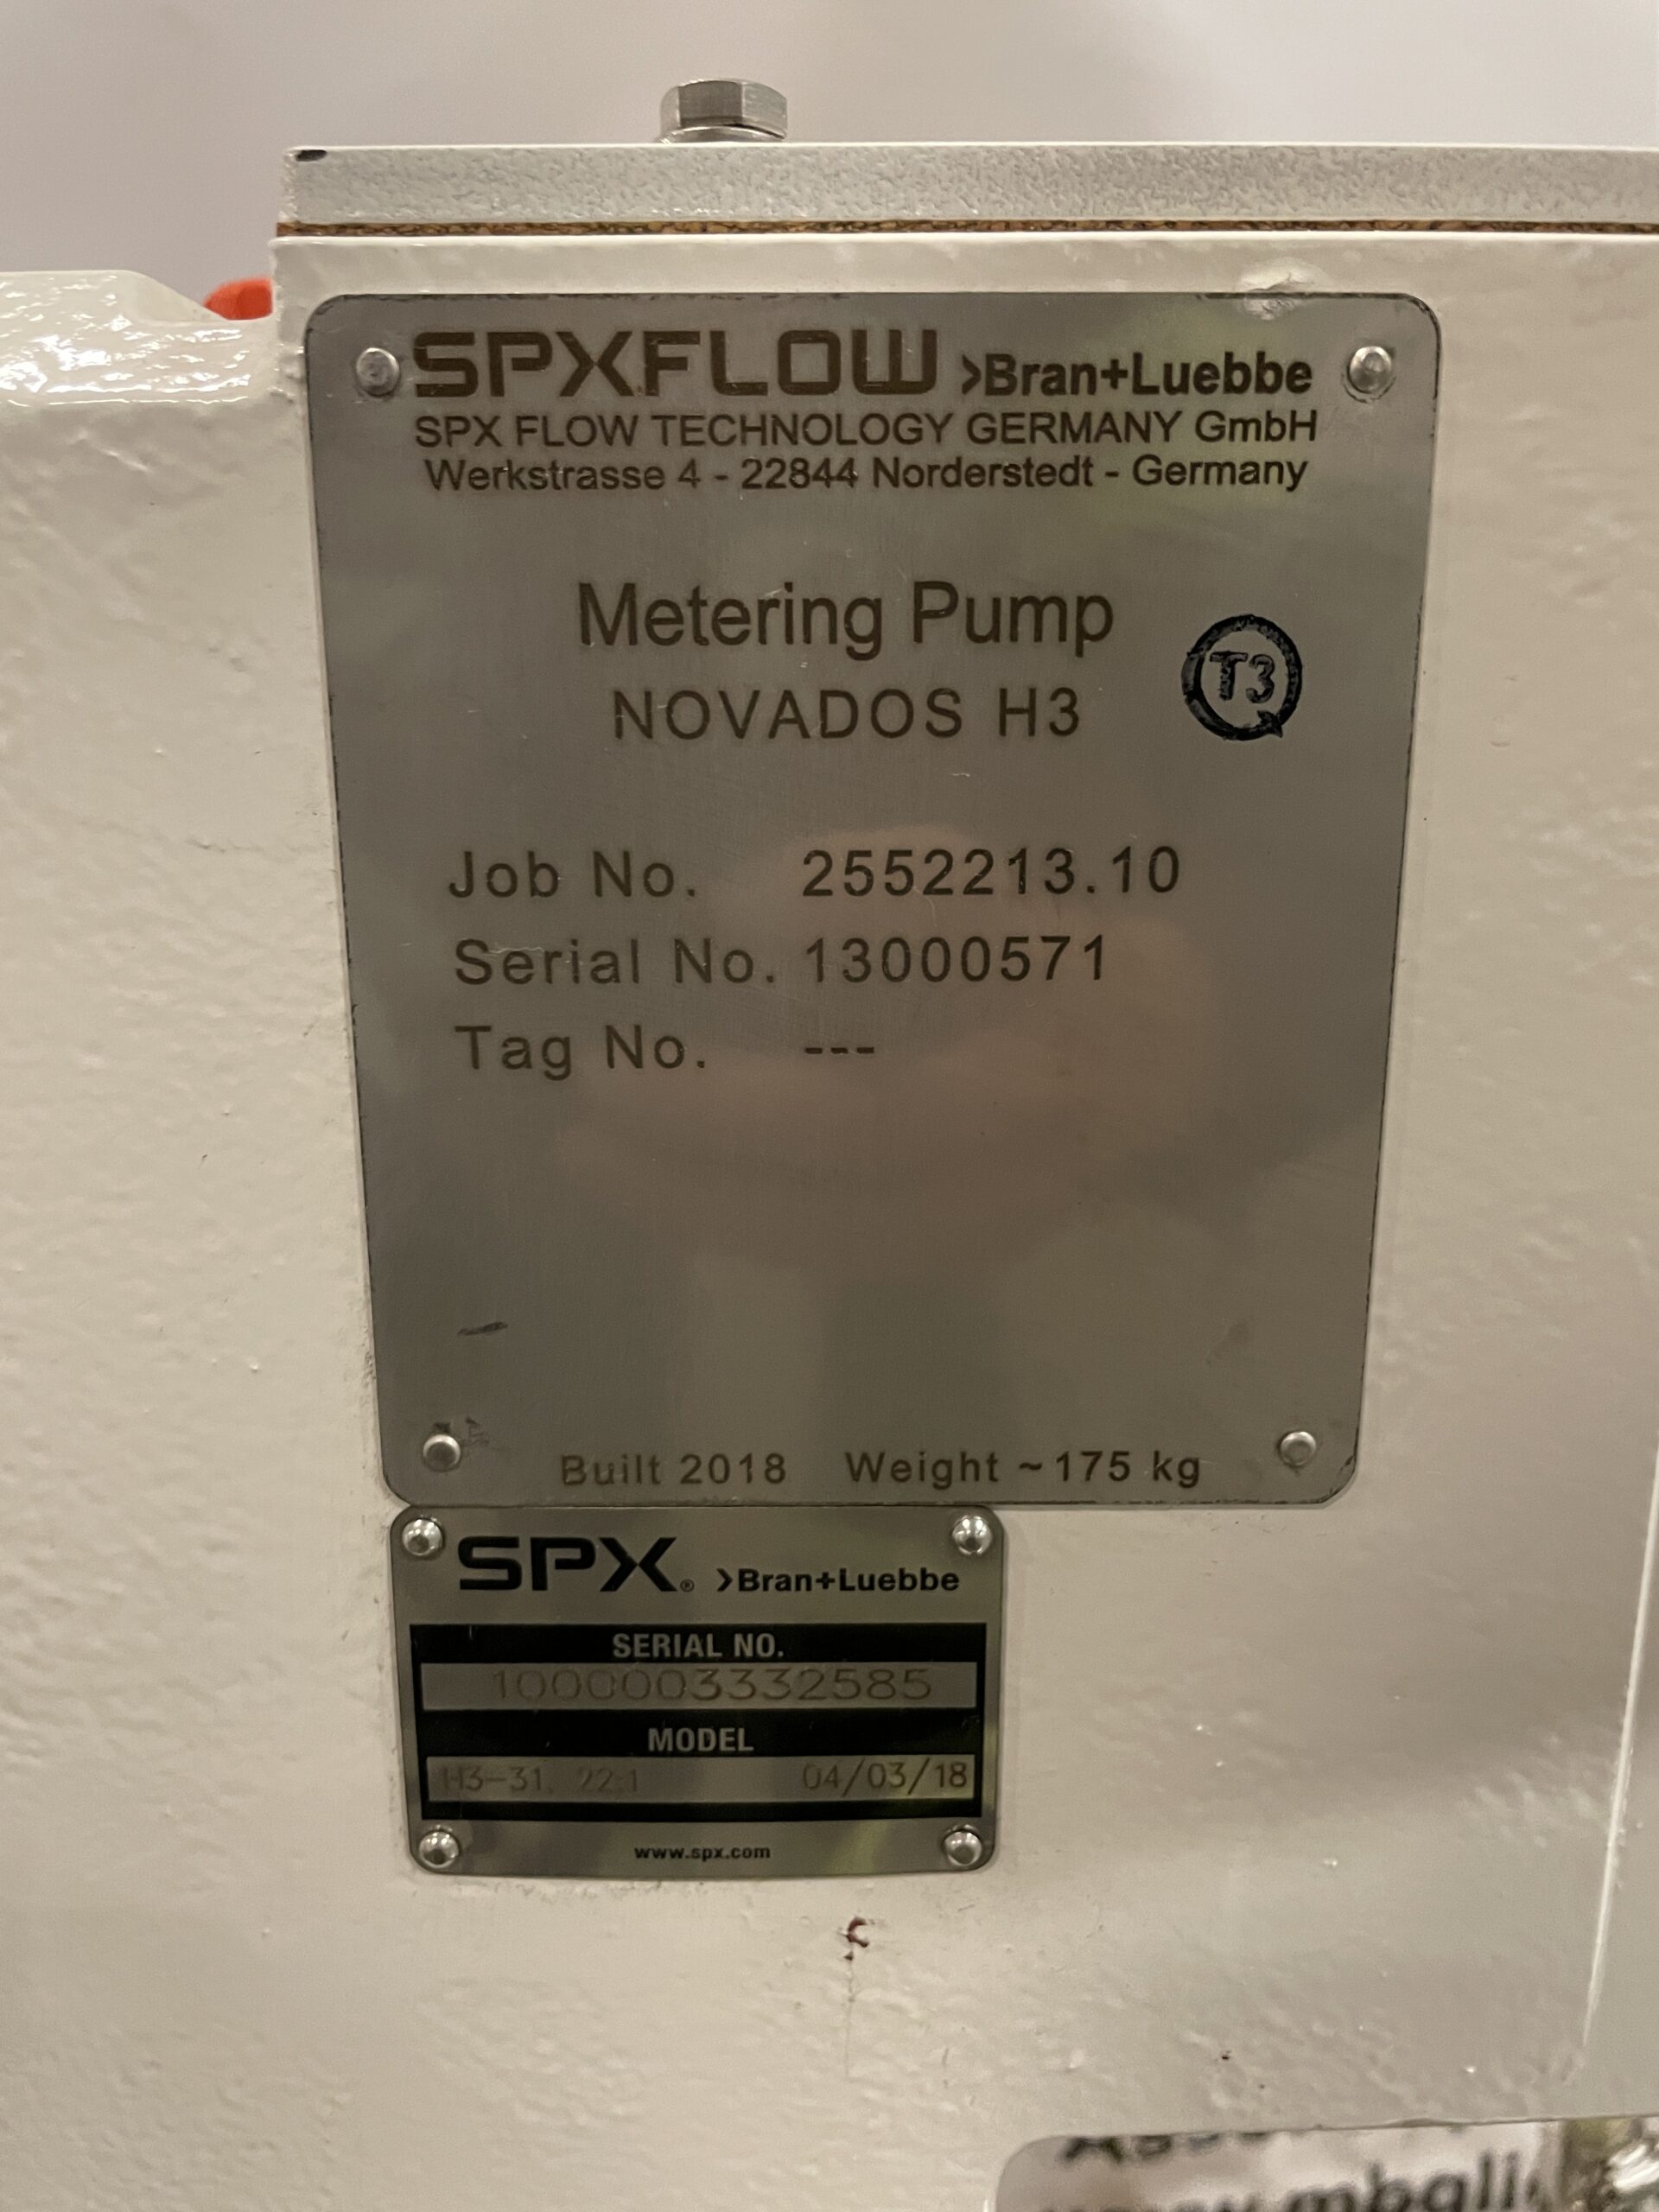 SPXFLOW >Bran+Luebbe
SPX FLOW TECHNOLOGY GERMANY GmbH
Werkstrasse 4 - 22844 Norderstedt - Germany
Metering Pump
NOVADOS H3
T3
Job No. 2552213.10
Serial No. 13000571
Tag No. ---
Built 2018 Weight ~175 kg
SPX® >Bran+Luebbe
SERIAL NO.
1000003332585
MODEL
H3-31, 22:1 04/03/18
www.spx.com